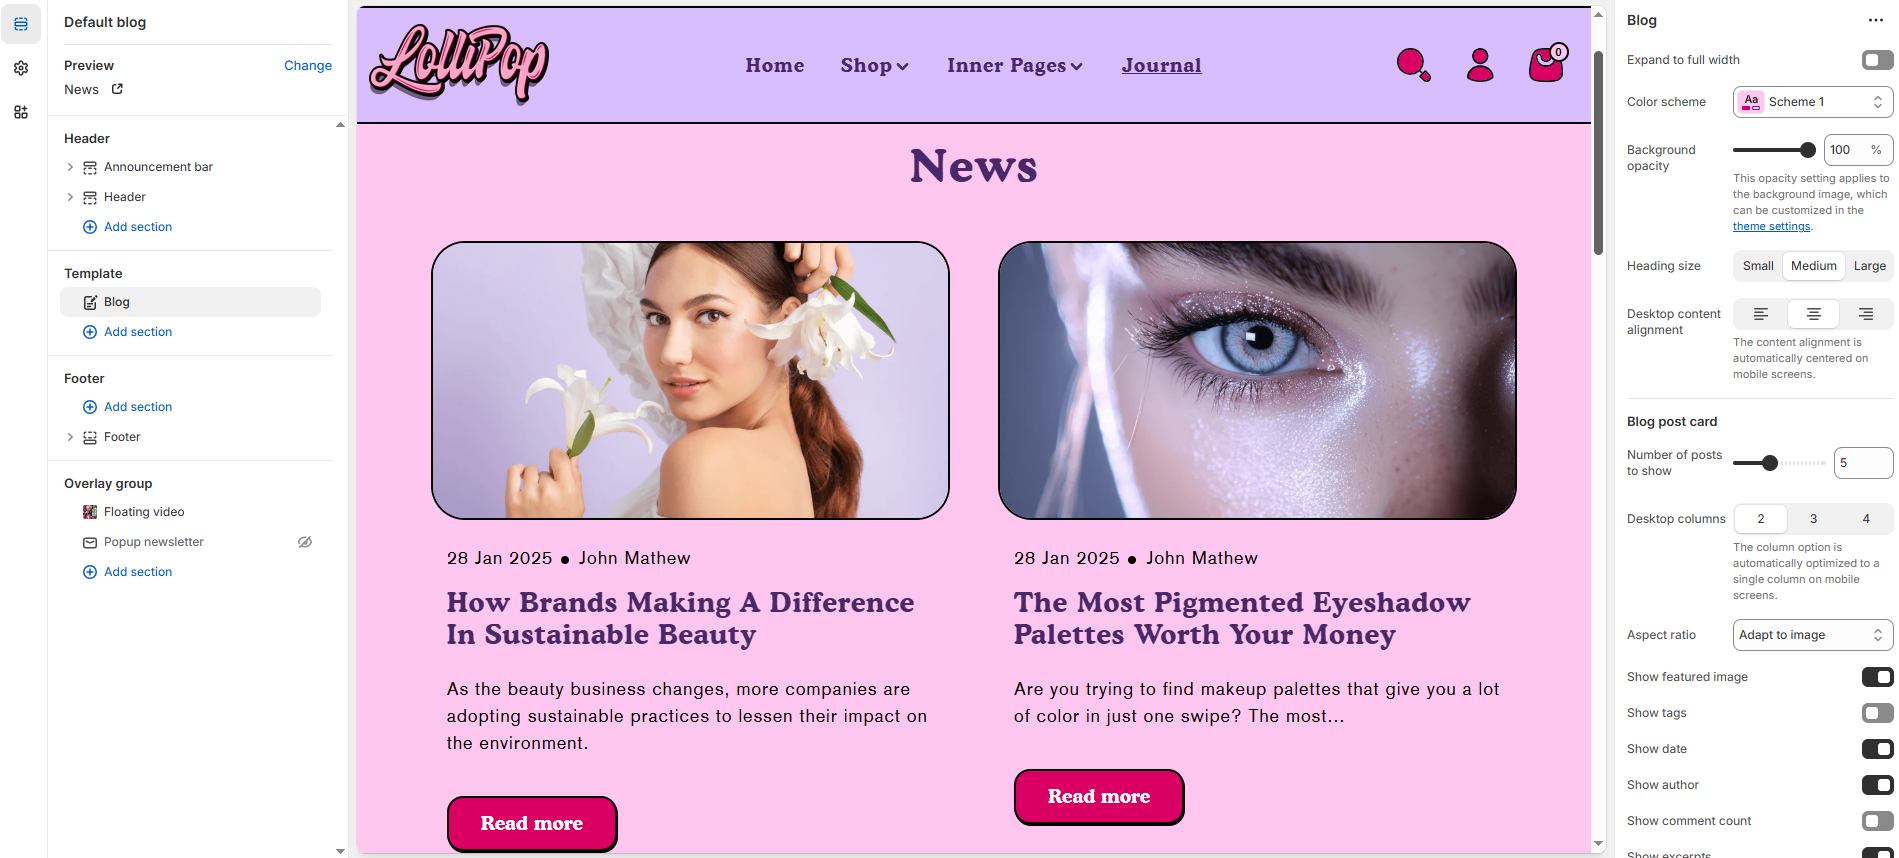 Default blog
Preview
Change
News
Header
Announcement bar
Header
Add section
Template
Blog
Add section
Footer
Add section
Footer
Overlay group
Floating video
Popup newsletter
Add section
LolliPop
Home
Shop
Inner Pages
Journal
0
News
28 Jan 2025 ● John Mathew
How Brands Making A Difference
In Sustainable Beauty
As the beauty business changes, more companies are
adopting sustainable practices to lessen their impact on
the environment.
Read more
28 Jan 2025 ● John Mathew
The Most Pigmented Eyeshadow
Palettes Worth Your Money
Are you trying to find makeup palettes that give you a lot
of color in just one swipe? The most...
Read more
Blog
Expand to full width
Color scheme
Aa
Scheme 1
Background
opacity
100 %
This opacity setting applies to
the background image, which
can be customized in the
theme settings.
Heading size
Small
Medium
Large
Desktop content
alignment
The content alignment is
automatically centered on
mobile screens.
Blog post card
Number of posts
to show
5
Desktop columns
2
3
4
The column option is
automatically optimized to a
single column on mobile
screens.
Aspect ratio
Adapt to image
Show featured image
Show tags
Show date
Show author
Show comment count
Show excerpts